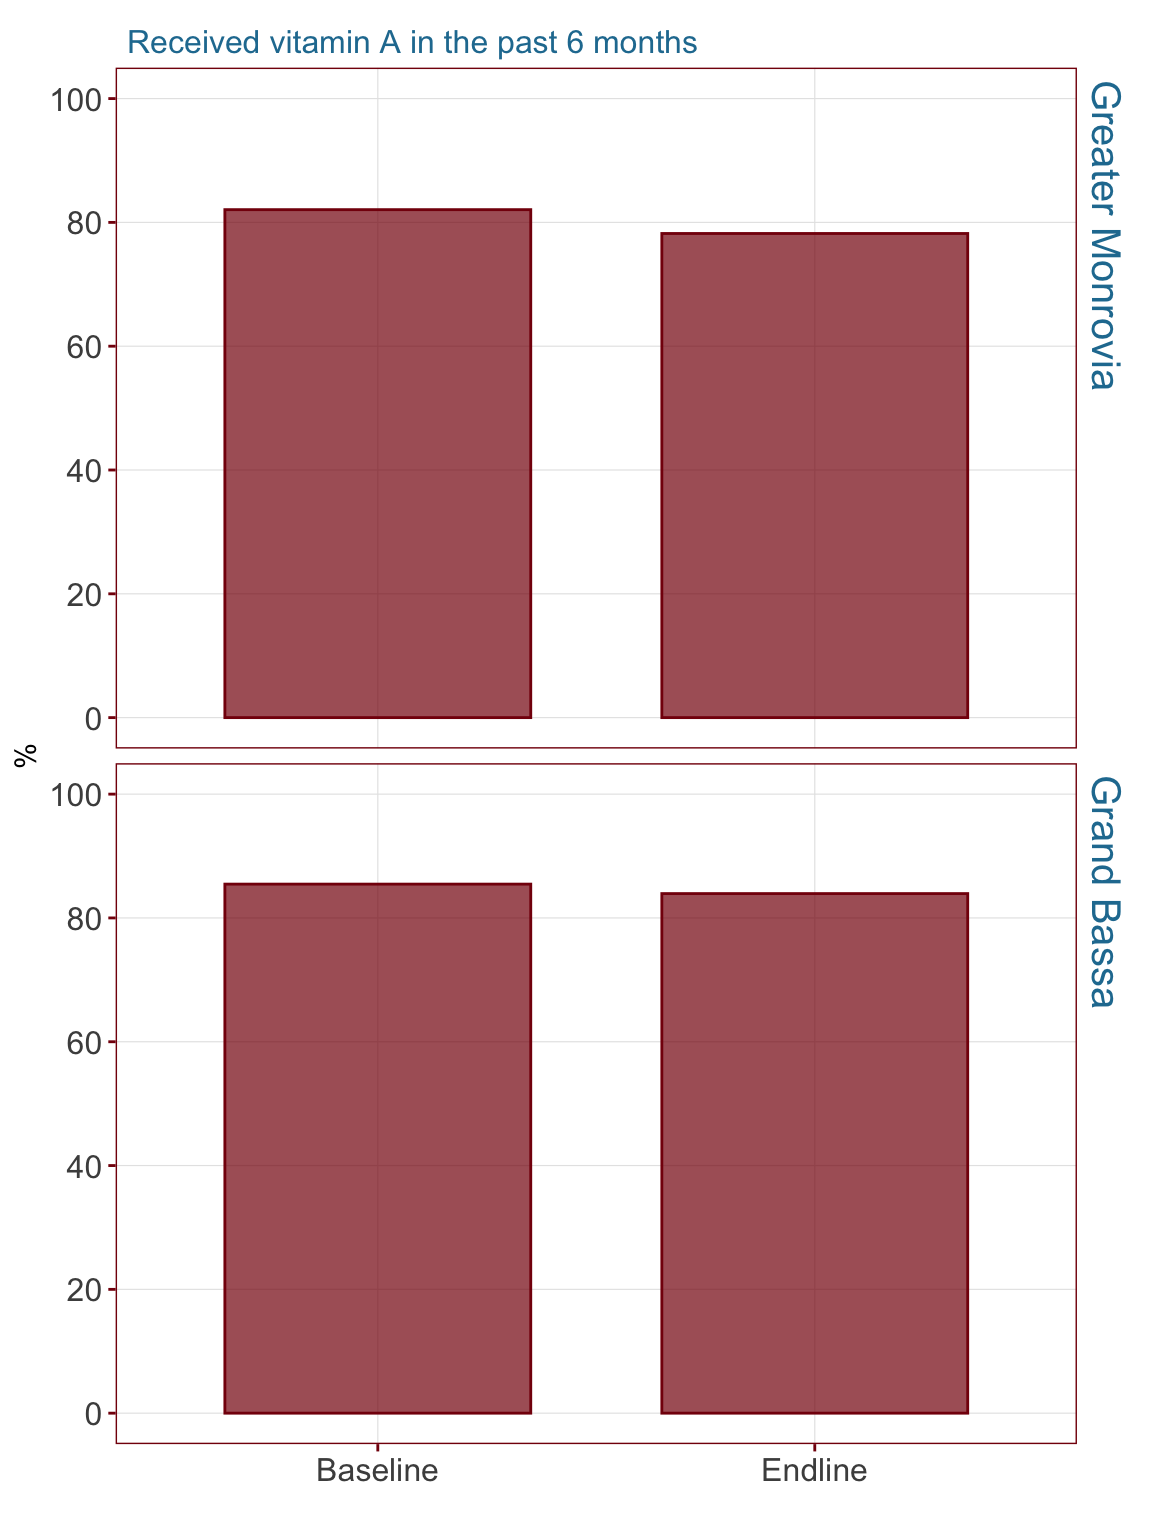 Received vitamin A in the past 6 months
100
80
60
40
20
0
Greater Monrovia
%
100
80
60
40
20
0
Grand Bassa
Baseline
Endline